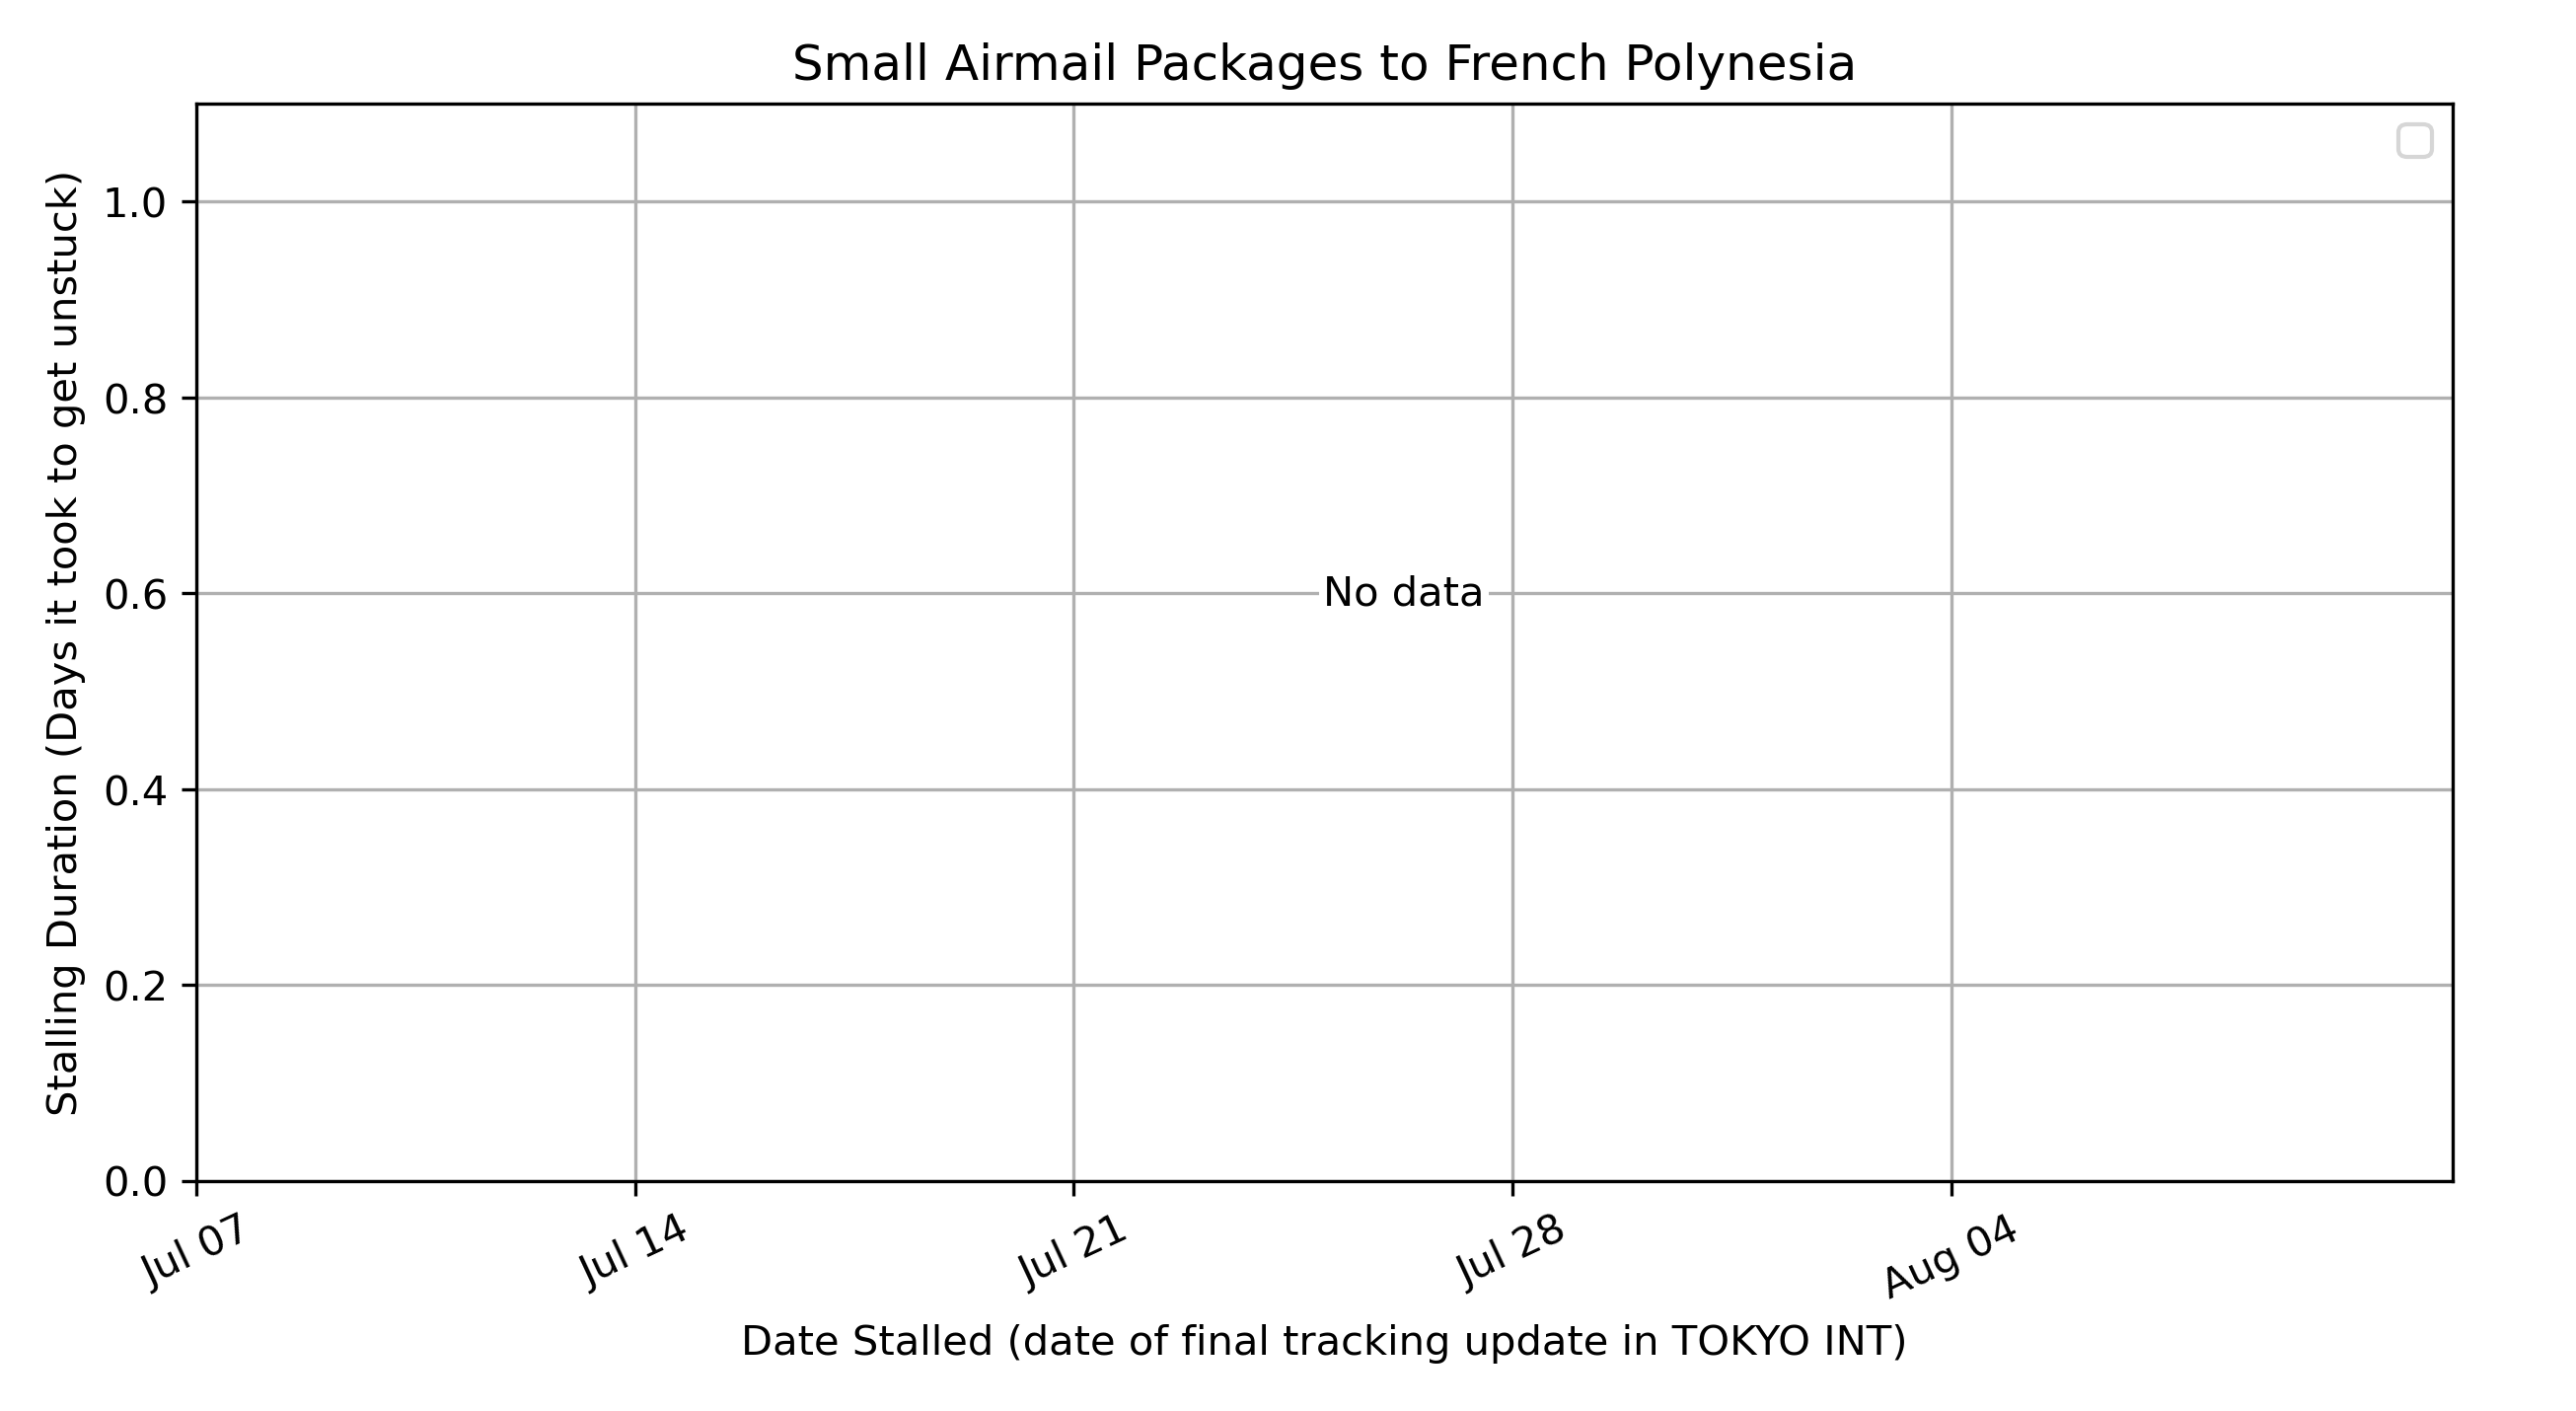 Small Airmail Packages to French Polynesia
Stalling Duration (Days it took to get unstuck)
1.0
0.8
0.6
0.4
0.2
0.0
No data
Jul 07
Jul 14
Jul 21
Jul 28
Aug 04
Date Stalled (date of final tracking update in TOKYO INT)